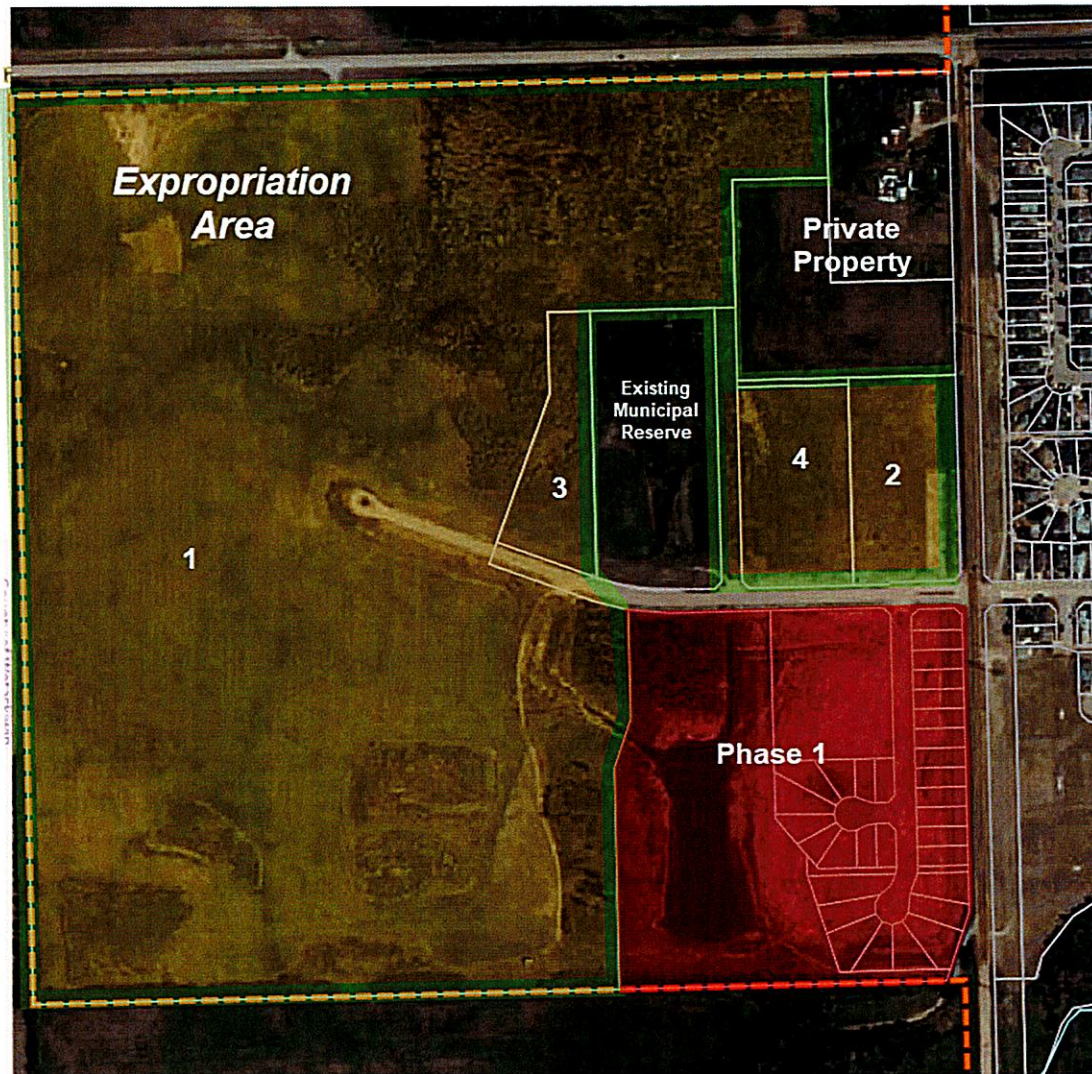 Expropriation
Area
Private
Property
Existing
Municipal
Reserve
4
2
3
1
Phase 1